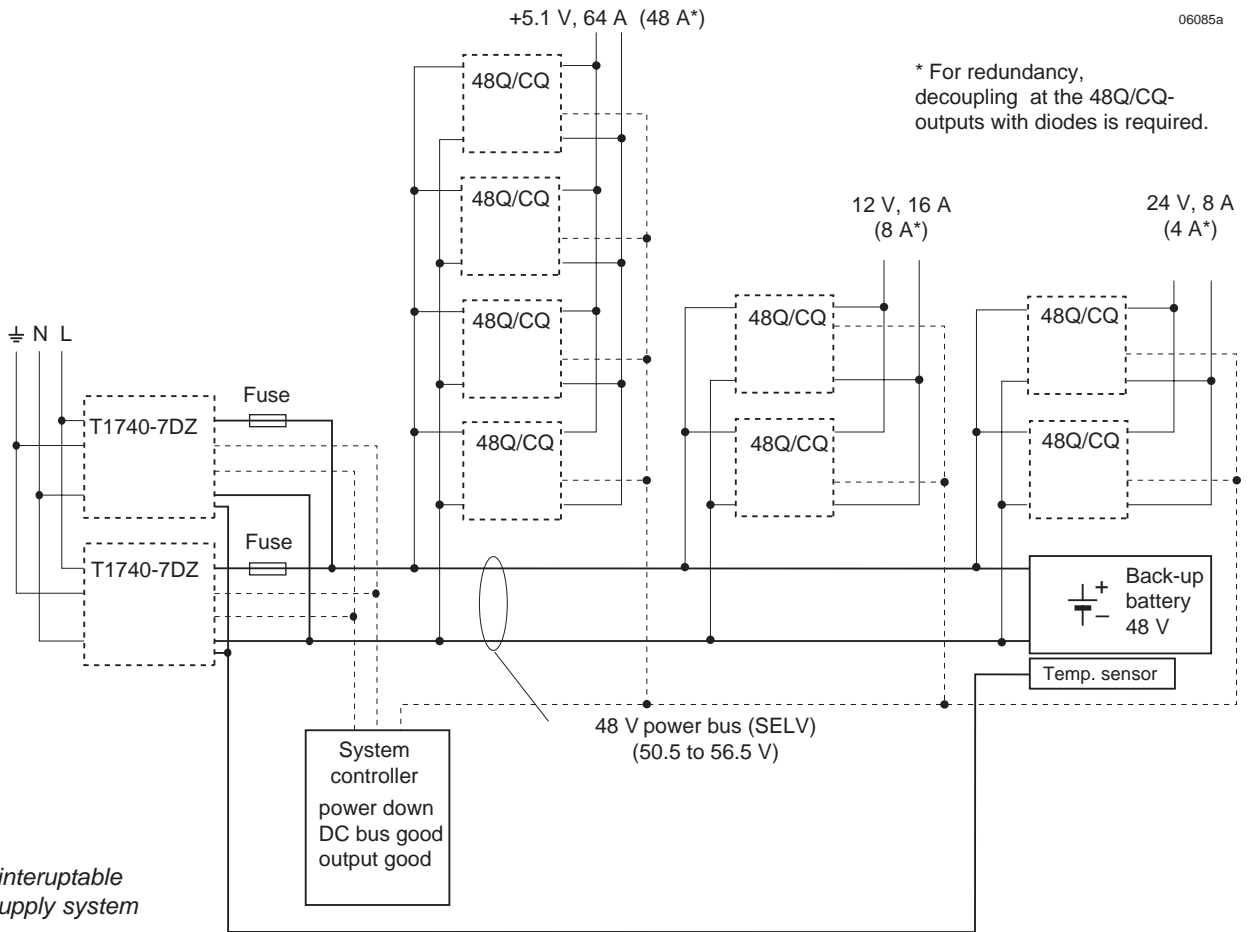 +5.1 V, 64 A (48 A*)
06085a
* For redundancy,
decoupling at the 48Q/CQ-
outputs with diodes is required.
48Q/CQ
48Q/CQ
48Q/CQ
48Q/CQ
12 V, 16 A
(8 A*)
48Q/CQ
48Q/CQ
24 V, 8 A
(4 A*)
48Q/CQ
48Q/CQ
N L
T1740-7DZ
Fuse
T1740-7DZ
Fuse
+
–
Back-up
battery
48 V
Temp. sensor
48 V power bus (SELV)
(50.5 to 56.5 V)
System
controller
power down
DC bus good
output good
interuptable
upply system